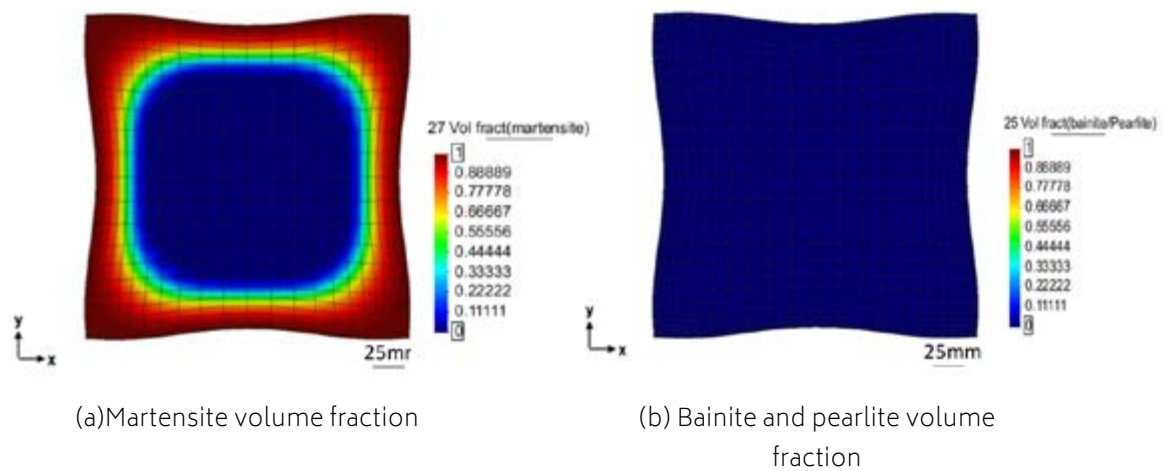 27 Vol fract(martensite)
1
0.88889
0.77778
0.66667
0.55556
0.44444
0.33333
0.22222
0.11111
0
y
x
25mr
(a)Martensite volume fraction
25 Vol fract(bainite/Pearlite)
1
0.88889
0.77778
0.66667
0.55556
0.44444
0.33333
0.22222
0.11111
0
y
x
25mm
(b) Bainite and pearlite volume
fraction